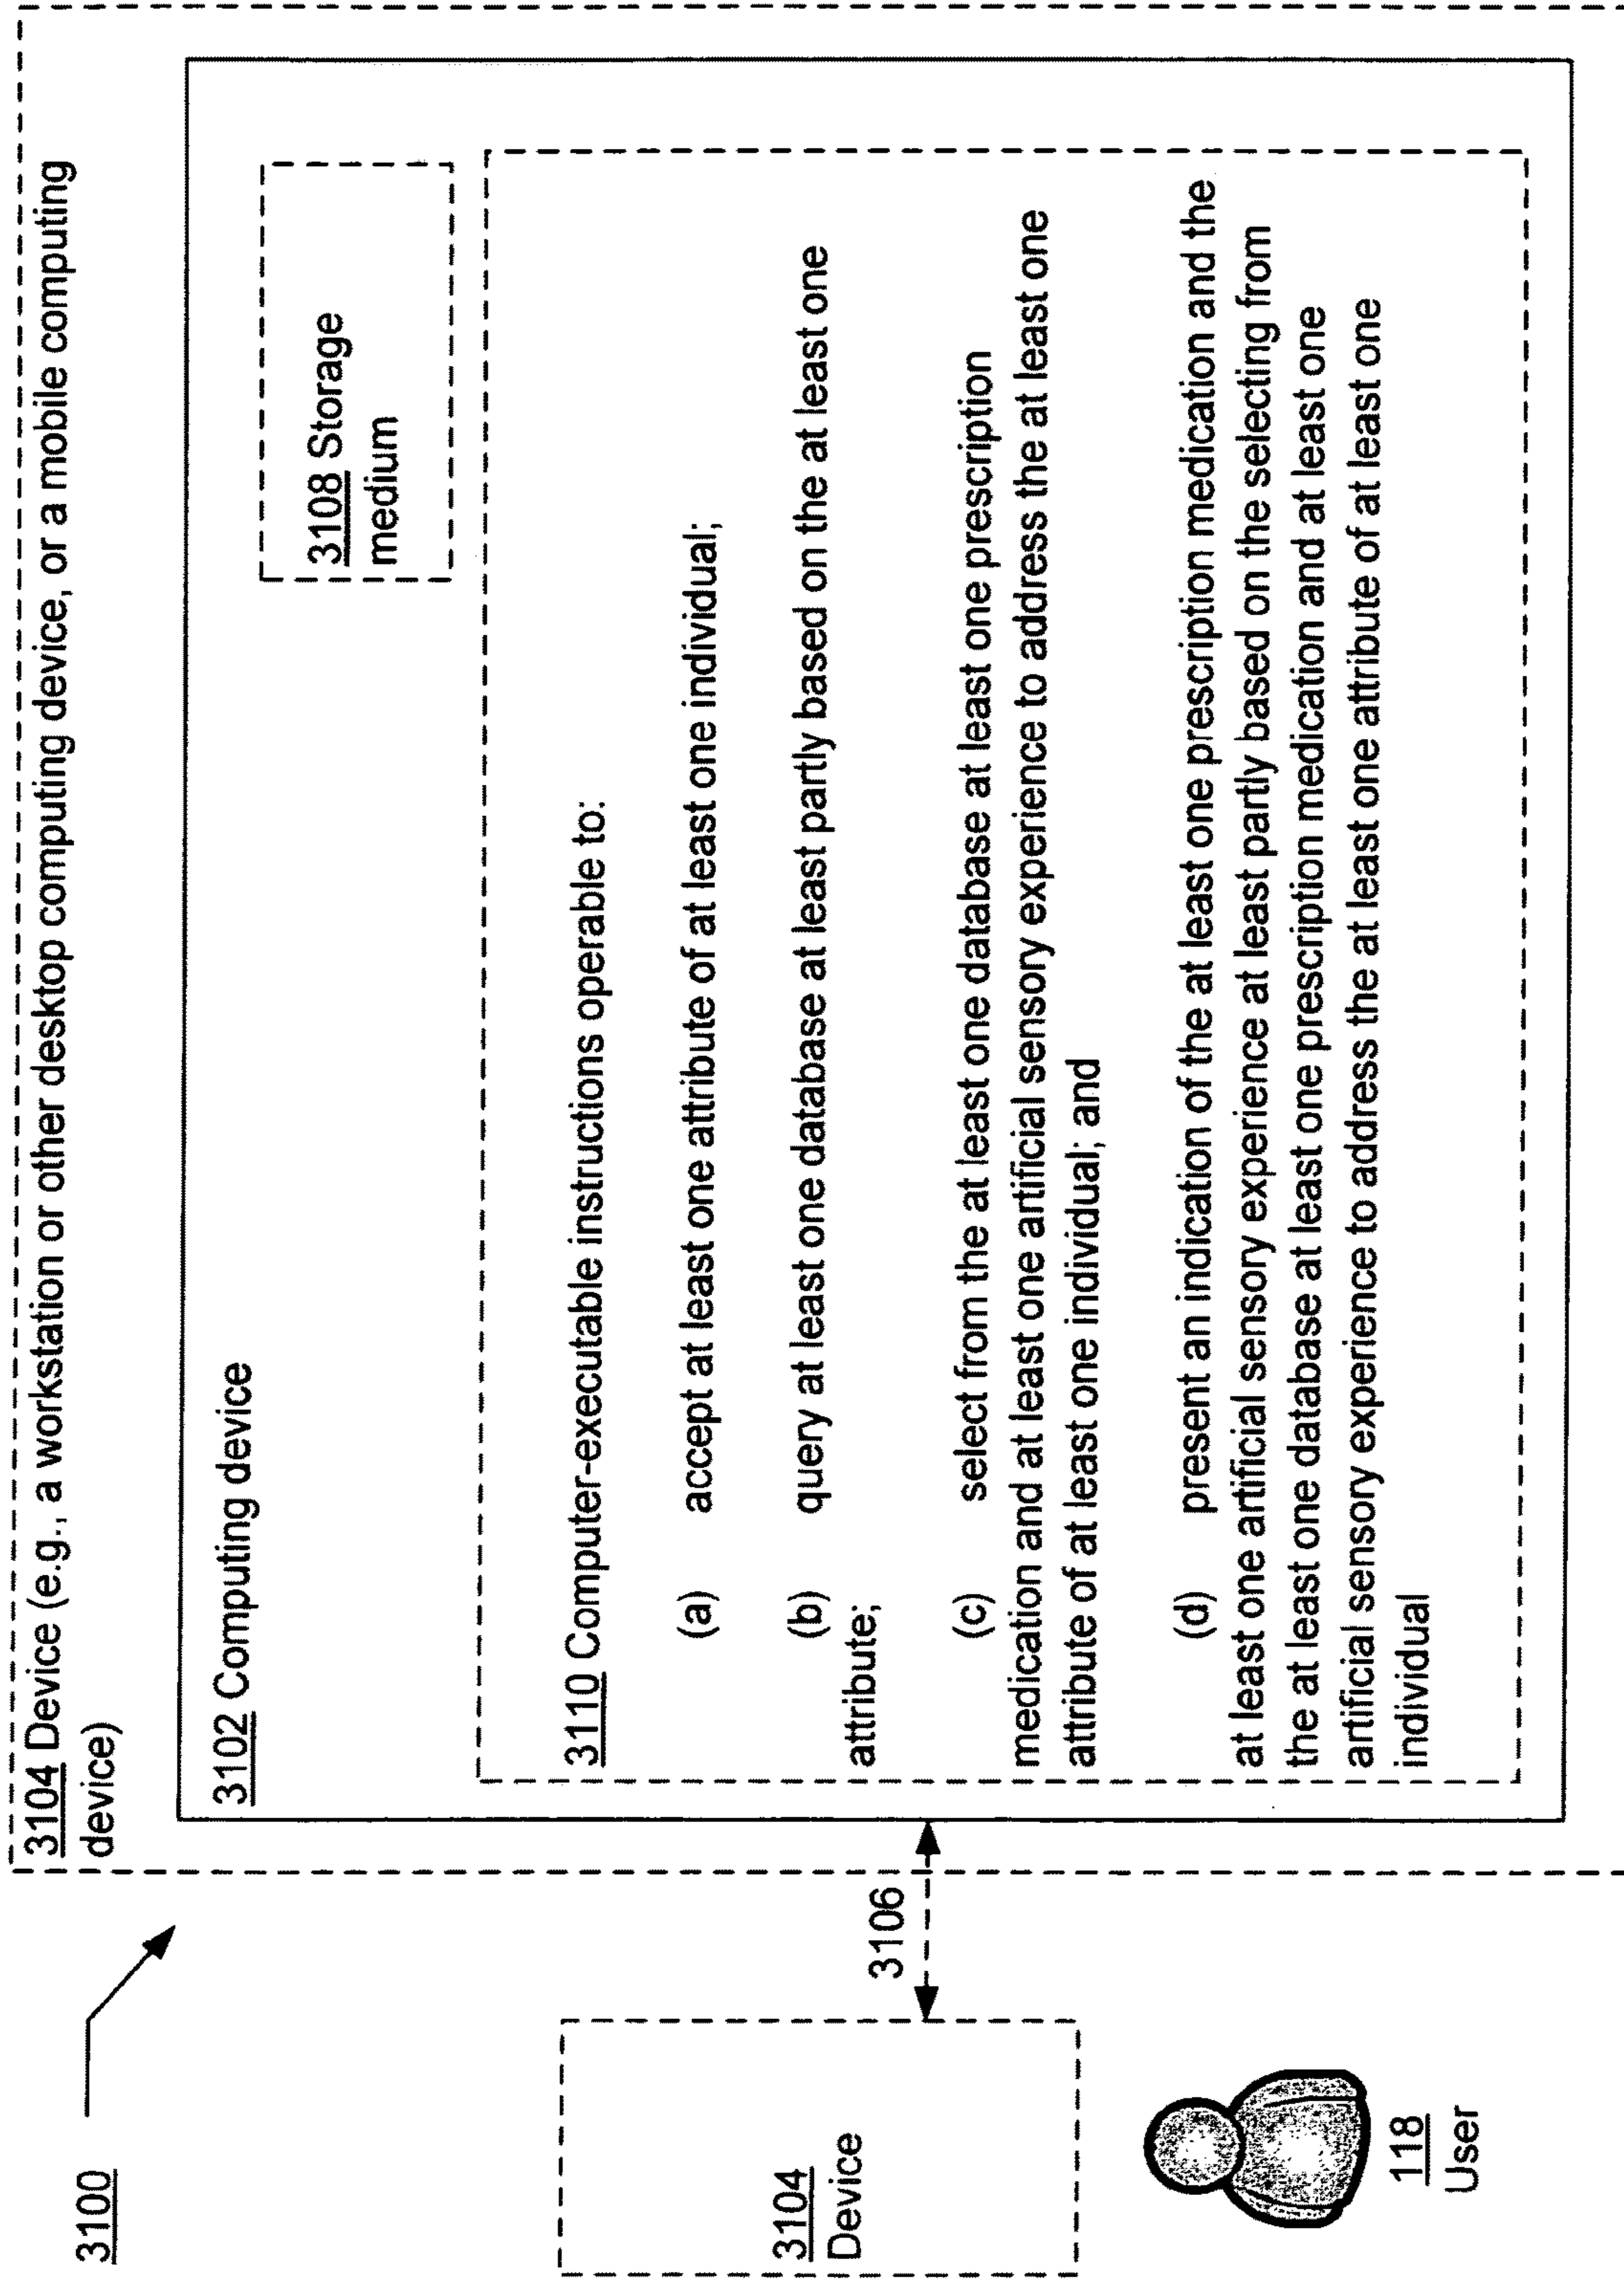 3100
3104 Device (e.g., a workstation or other desktop computing device, or a mobile computing
device)
3102 Computing device
3108 Storage
medium
3110 Computer-executable instructions operable to:
(a) accept at least one attribute of at least one individual;
(b) query at least one database at least partly based on the at least one
attribute;
(c) select from the at least one database at least one prescription
medication and at least one artificial sensory experience to address the at least one
attribute of at least one individual; and
(d) present an indication of the at least one prescription medication and the
at least one artificial sensory experience at least partly based on the selecting from
the at least one database at least one prescription medication and at least one
artificial sensory experience to address the at least one attribute of at least one
individual
3106
3104
Device
118
User